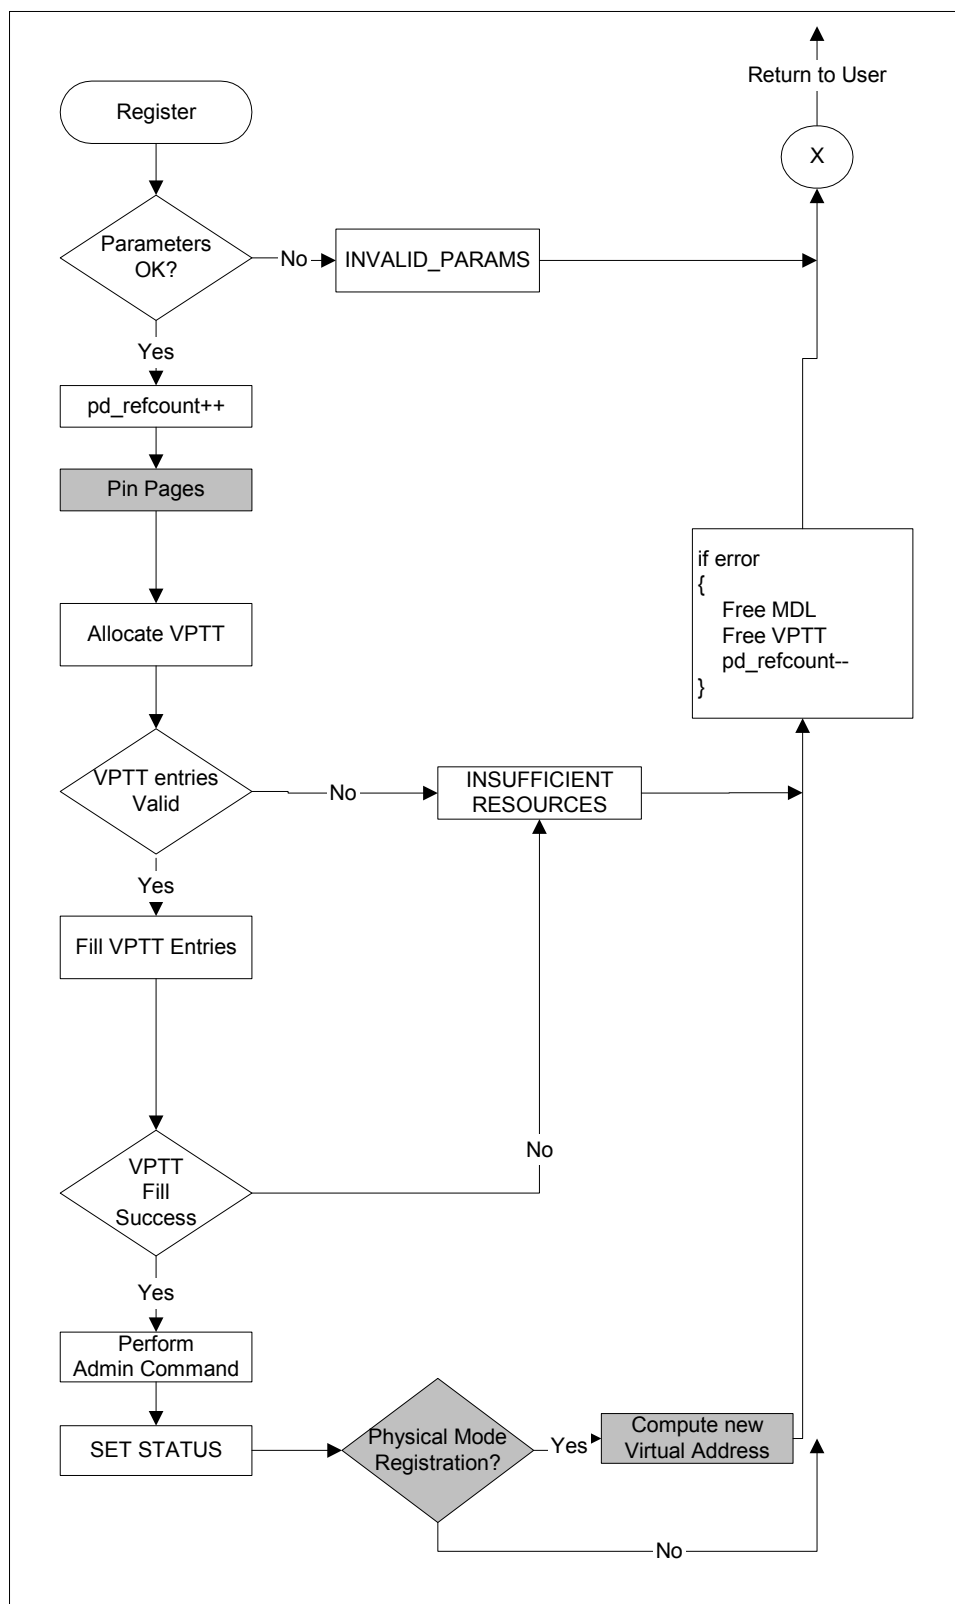 Return to User
Register
X
Parameters
OK?
No
INVALID_PARAMS
Yes
pd_refcount++
Pin Pages
if error
{
Free MDL
Free VPTT
pd_refcount--
}
Allocate VPTT
VPTT entries
Valid
No
INSUFFICIENT
RESOURCES
Yes
Fill VPTT Entries
No
VPTT
Fill
Success
Yes
Perform
Admin Command
SET STATUS
Physical Mode
Registration?
Yes
Compute new
Virtual Address
No